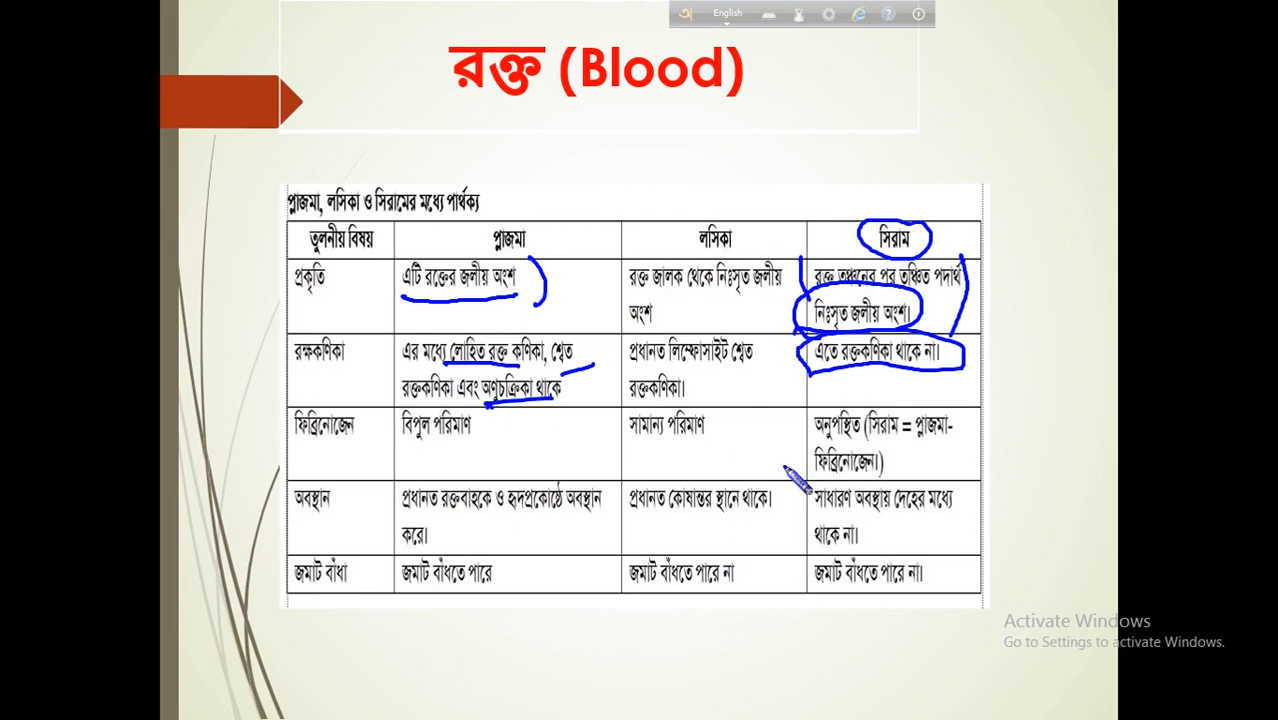 English
রক্ত (Blood)
প্লাজমা, লসিকা ও সিরামের মধ্যে পার্থক্য
তুলনীয় বিষয় প্লাজমা লসিকা সিরাম
প্রকৃতি এটি রক্তের জলীয় অংশ রক্ত জালক থেকে নিঃসৃত জলীয় রক্ত তঞ্চনের পর তঞ্চিত পদার্থ
অংশ নিঃসৃত জলীয় অংশ।
রক্ষকণিকা এর মধ্যে লোহিত রক্ত কণিকা, শ্বেত প্রধানত লিম্ফোসাইট শ্বেত এতে রক্তকণিকা থাকে না।
রক্তকণিকা এবং অণুচক্রিকা থাকে রক্তকণিকা।
ফিব্রিনোজেন বিপুল পরিমাণ সামান্য পরিমাণ অনুপস্থিত (সিরাম = প্লাজমা-
ফিব্রিনোজেন।)
অবস্থান প্রধানত রক্তবাহকে ও হৃদপ্রকোষ্ঠে অবস্থান প্রধানত কোষান্তর স্থানে থাকে। সাধারণ অবস্থায় দেহের মধ্যে
করে। থাকে না।
জমাট বাঁধা জমাট বাঁধতে পারে জমাট বাঁধতে পারে না জমাট বাঁধতে পারে না।
Activate Windows
Go to Settings to activate Windows.